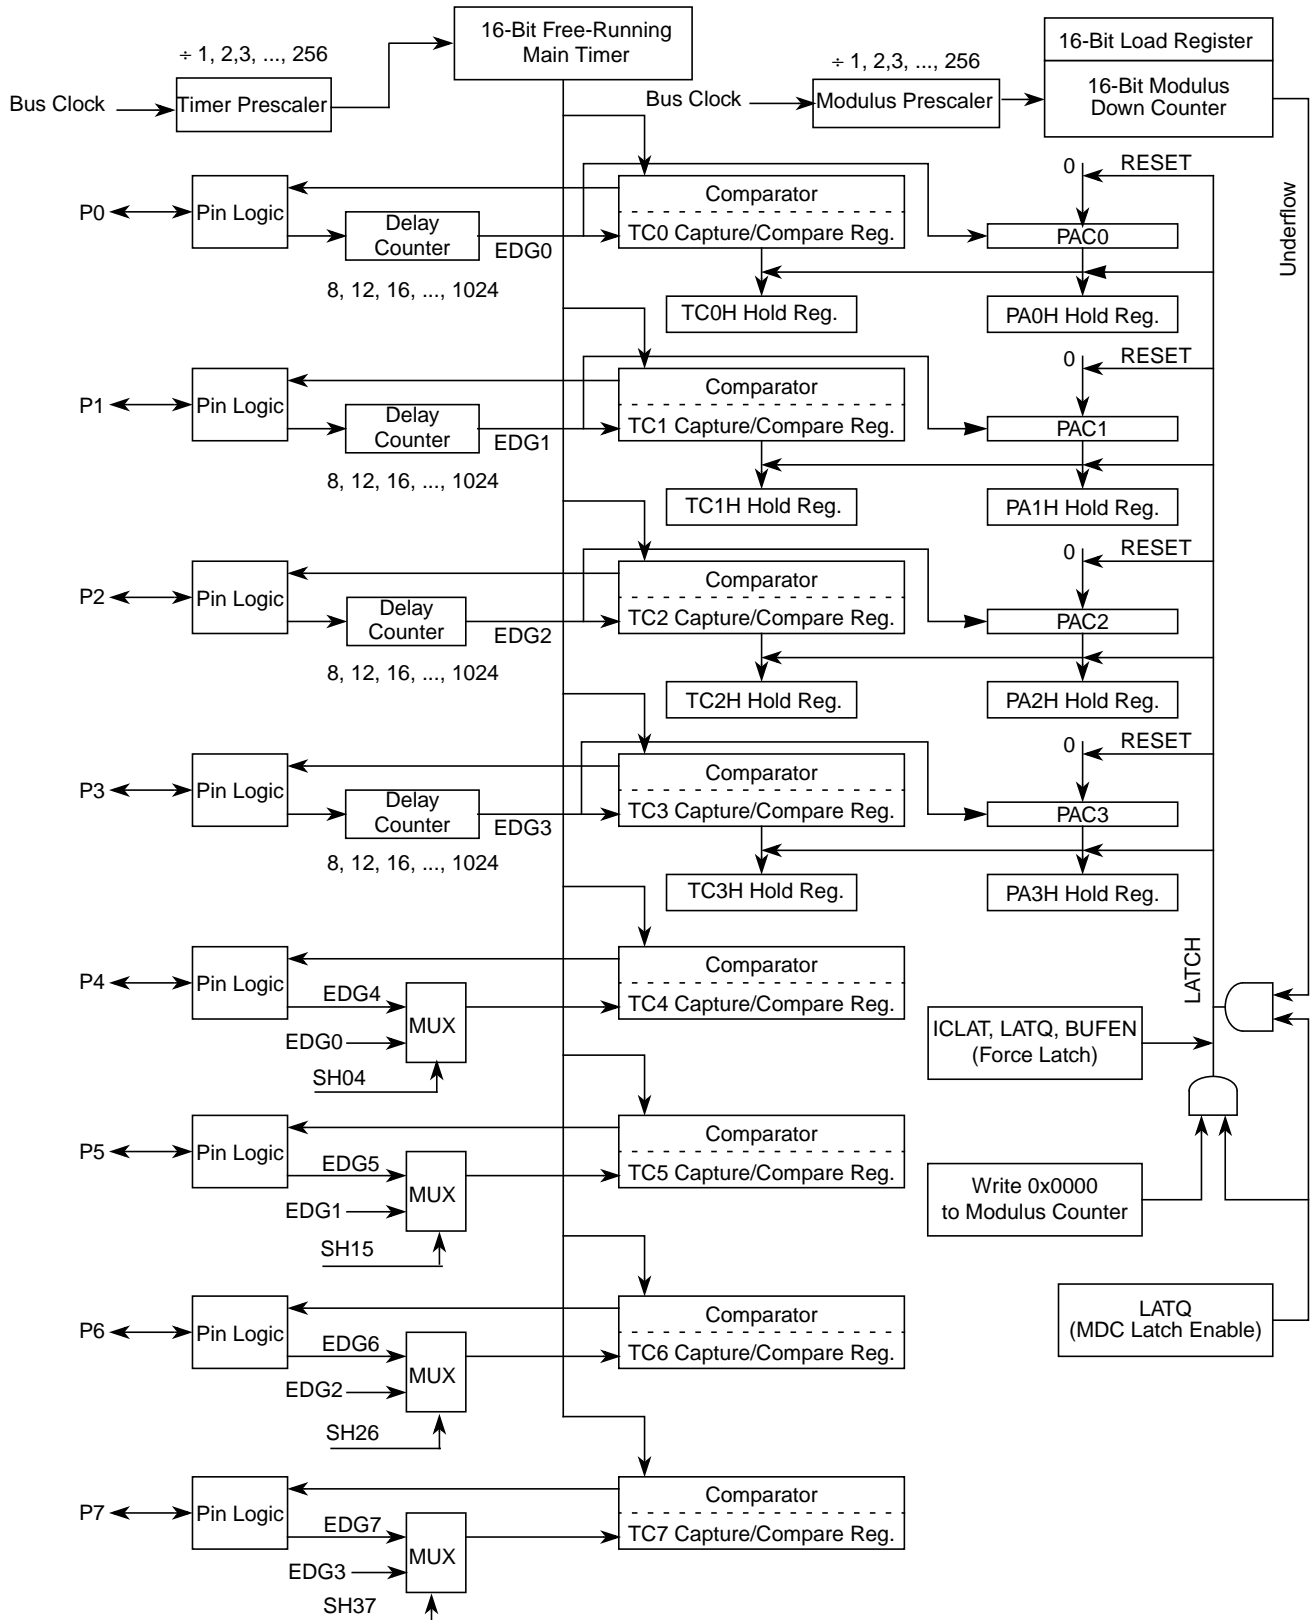 16-Bit Free-Running
Main Timer
÷ 1, 2,3, ..., 256
Bus Clock
Timer Prescaler
÷ 1, 2,3, ..., 256
Bus Clock
Modulus Prescaler
16-Bit Load Register
16-Bit Modulus
Down Counter
Underflow
P0
Pin Logic
Delay
Counter
EDG0
8, 12, 16, ..., 1024
Comparator
TC0 Capture/Compare Reg.
TC0H Hold Reg.
0
RESET
PAC0
PA0H Hold Reg.
P1
Pin Logic
Delay
Counter
EDG1
8, 12, 16, ..., 1024
Comparator
TC1 Capture/Compare Reg.
TC1H Hold Reg.
0
RESET
PAC1
PA1H Hold Reg.
P2
Pin Logic
Delay
Counter
EDG2
8, 12, 16, ..., 1024
Comparator
TC2 Capture/Compare Reg.
TC2H Hold Reg.
0
RESET
PAC2
PA2H Hold Reg.
P3
Pin Logic
Delay
Counter
EDG3
8, 12, 16, ..., 1024
Comparator
TC3 Capture/Compare Reg.
TC3H Hold Reg.
0
RESET
PAC3
PA3H Hold Reg.
P4
Pin Logic
EDG4
EDG0
MUX
SH04
Comparator
TC4 Capture/Compare Reg.
LATCH
ICLAT, LATQ, BUFEN
(Force Latch)
P5
Pin Logic
EDG5
EDG1
MUX
SH15
Comparator
TC5 Capture/Compare Reg.
Write 0x0000
to Modulus Counter
P6
Pin Logic
EDG6
EDG2
MUX
SH26
Comparator
TC6 Capture/Compare Reg.
LATQ
(MDC Latch Enable)
P7
Pin Logic
EDG7
EDG3
MUX
SH37
Comparator
TC7 Capture/Compare Reg.